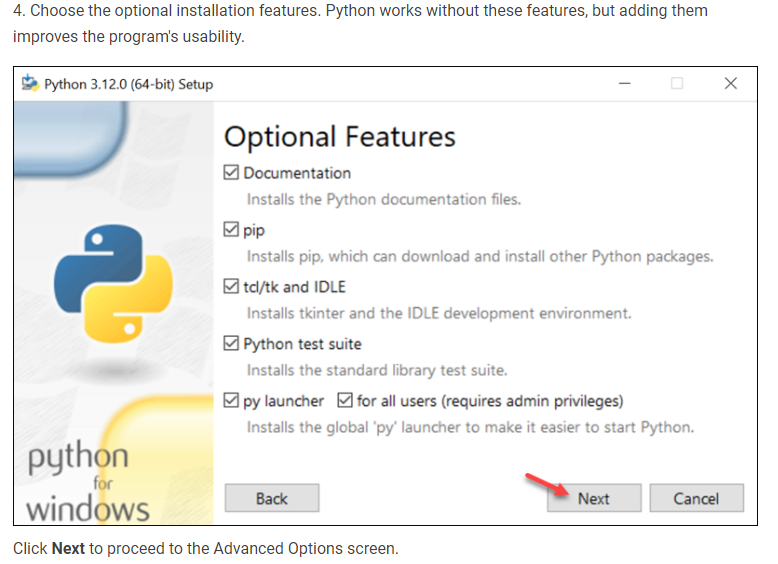 4. Choose the optional installation features. Python works without these features, but adding them
improves the program's usability.
Python 3.12.0 (64-bit) Setup
Optional Features
Documentation
Installs the Python documentation files.
pip
Installs pip, which can download and install other Python packages.
tcl/tk and IDLE
Installs tkinter and the IDLE development environment.
Python test suite
Installs the standard library test suite.
py launcher for all users (requires admin privileges)
Installs the global 'py' launcher to make it easier to start Python.
python
for
windows
Back Next Cancel
Click Next to proceed to the Advanced Options screen.